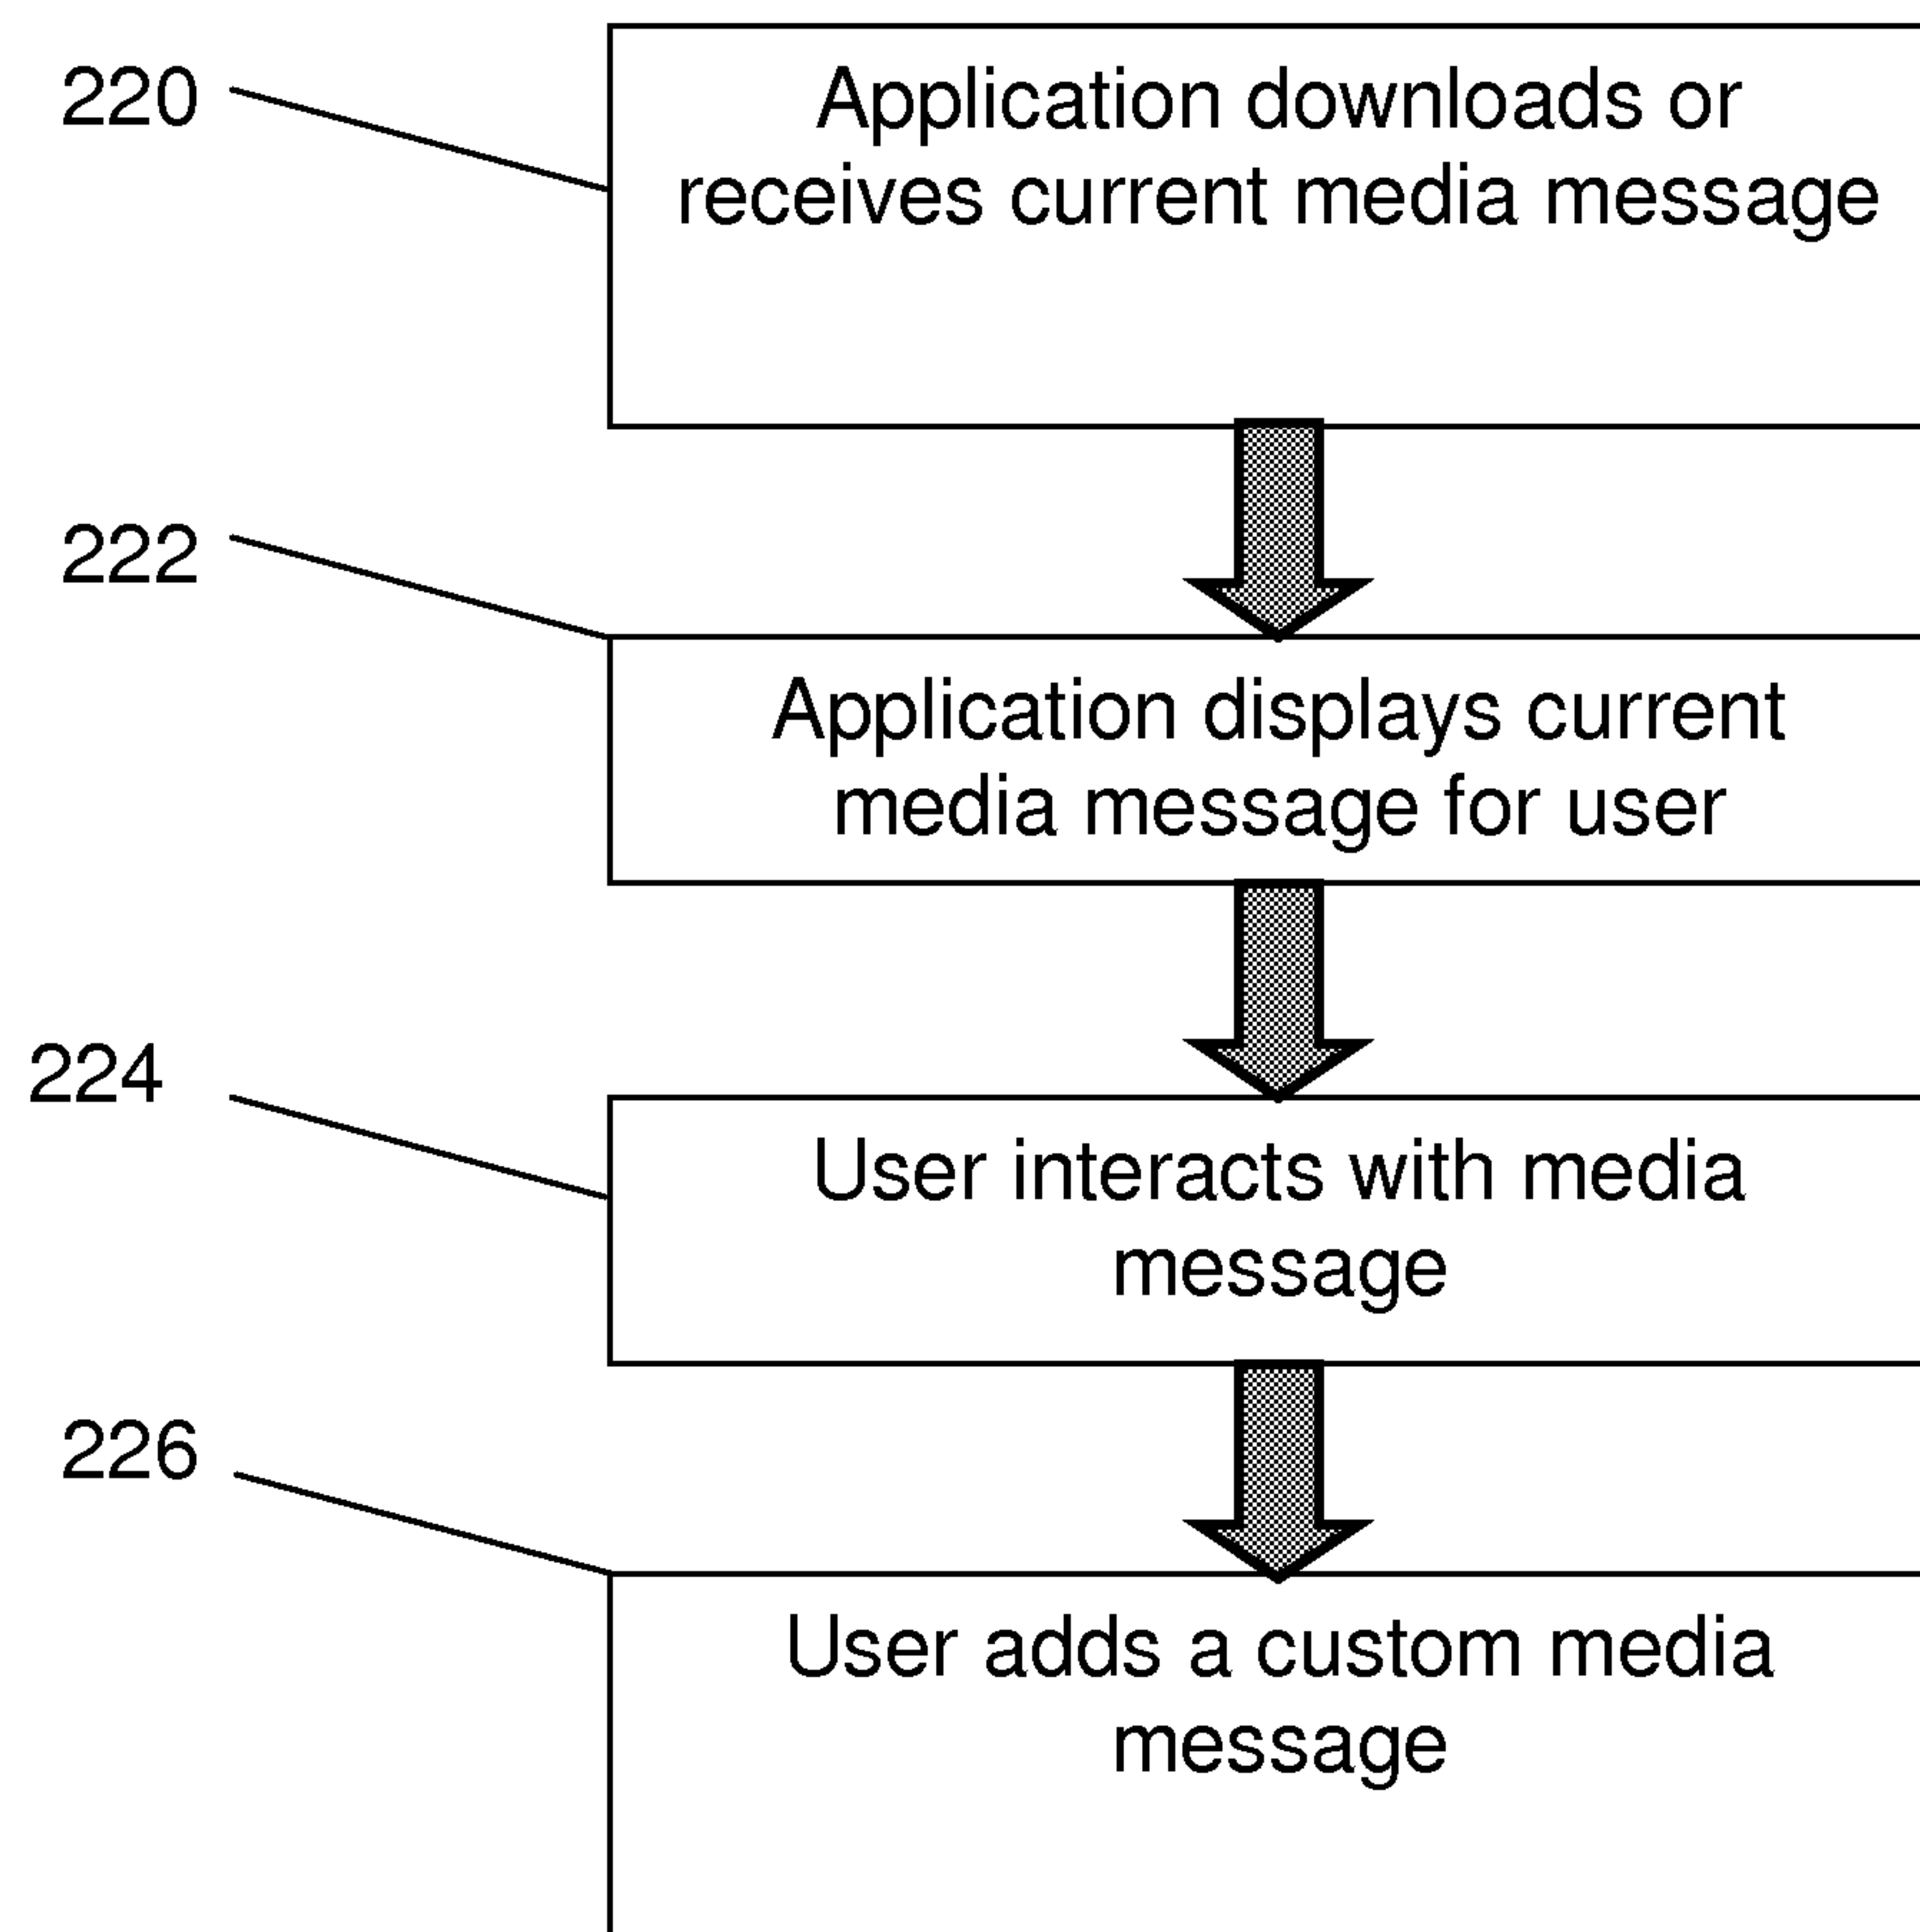 220
Application downloads or
receives current media message
222
Application displays current
media message for user
224
User interacts with media
message
226
User adds a custom media
message